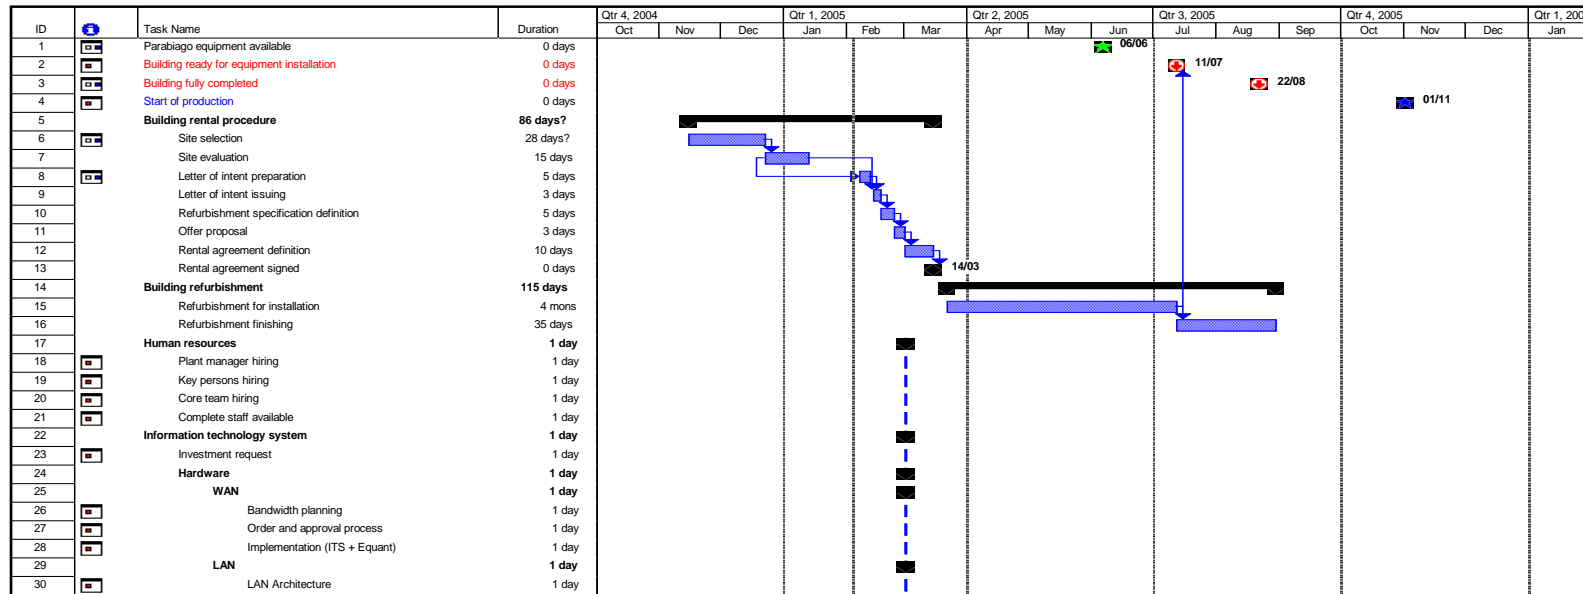 Qtr 4, 2004 Qtr 1, 2005 Qtr 2, 2005 Qtr 3, 2005 Qtr 4, 2005 Qtr 1, 200
ID Task Name Duration Oct Nov Dec Jan Feb Mar Apr May Jun Jul Aug Sep Oct Nov Dec Jan
1 Parabiago equipment available 0 days 06/06
2 Building ready for equipment installation 0 days 11/07
3 Building fully completed 0 days 22/08
4 Start of production 0 days 01/11
5 Building rental procedure 86 days?
6 Site selection 28 days?
7 Site evaluation 15 days
8 Letter of intent preparation 5 days
9 Letter of intent issuing 3 days
10 Refurbishment specification definition 5 days
11 Offer proposal 3 days
12 Rental agreement definition 10 days
13 Rental agreement signed 0 days 14/03
14 Building refurbishment 115 days
15 Refurbishment for installation 4 mons
16 Refurbishment finishing 35 days
17 Human resources 1 day
18 Plant manager hiring 1 day
19 Key persons hiring 1 day
20 Core team hiring 1 day
21 Complete staff available 1 day
22 Information technology system 1 day
23 Investment request 1 day
24 Hardware 1 day
25 WAN 1 day
26 Bandwidth planning 1 day
27 Order and approval process 1 day
28 Implementation (ITS + Equant) 1 day
29 LAN 1 day
30 LAN Architecture 1 day